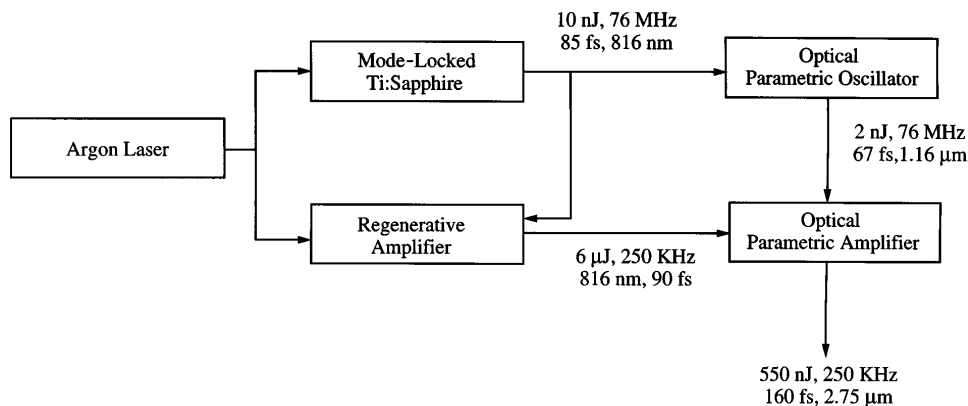 10 nJ, 76 MHz
85 fs, 816 nm
Mode-Locked
Ti:Sapphire
Optical
Parametric Oscillator
Argon Laser
2 nJ, 76 MHz
67 fs,1.16 μm
Regenerative
Amplifier
Optical
Parametric Amplifier
6 μJ, 250 KHz
816 nm, 90 fs
550 nJ, 250 KHz
160 fs, 2.75 μm